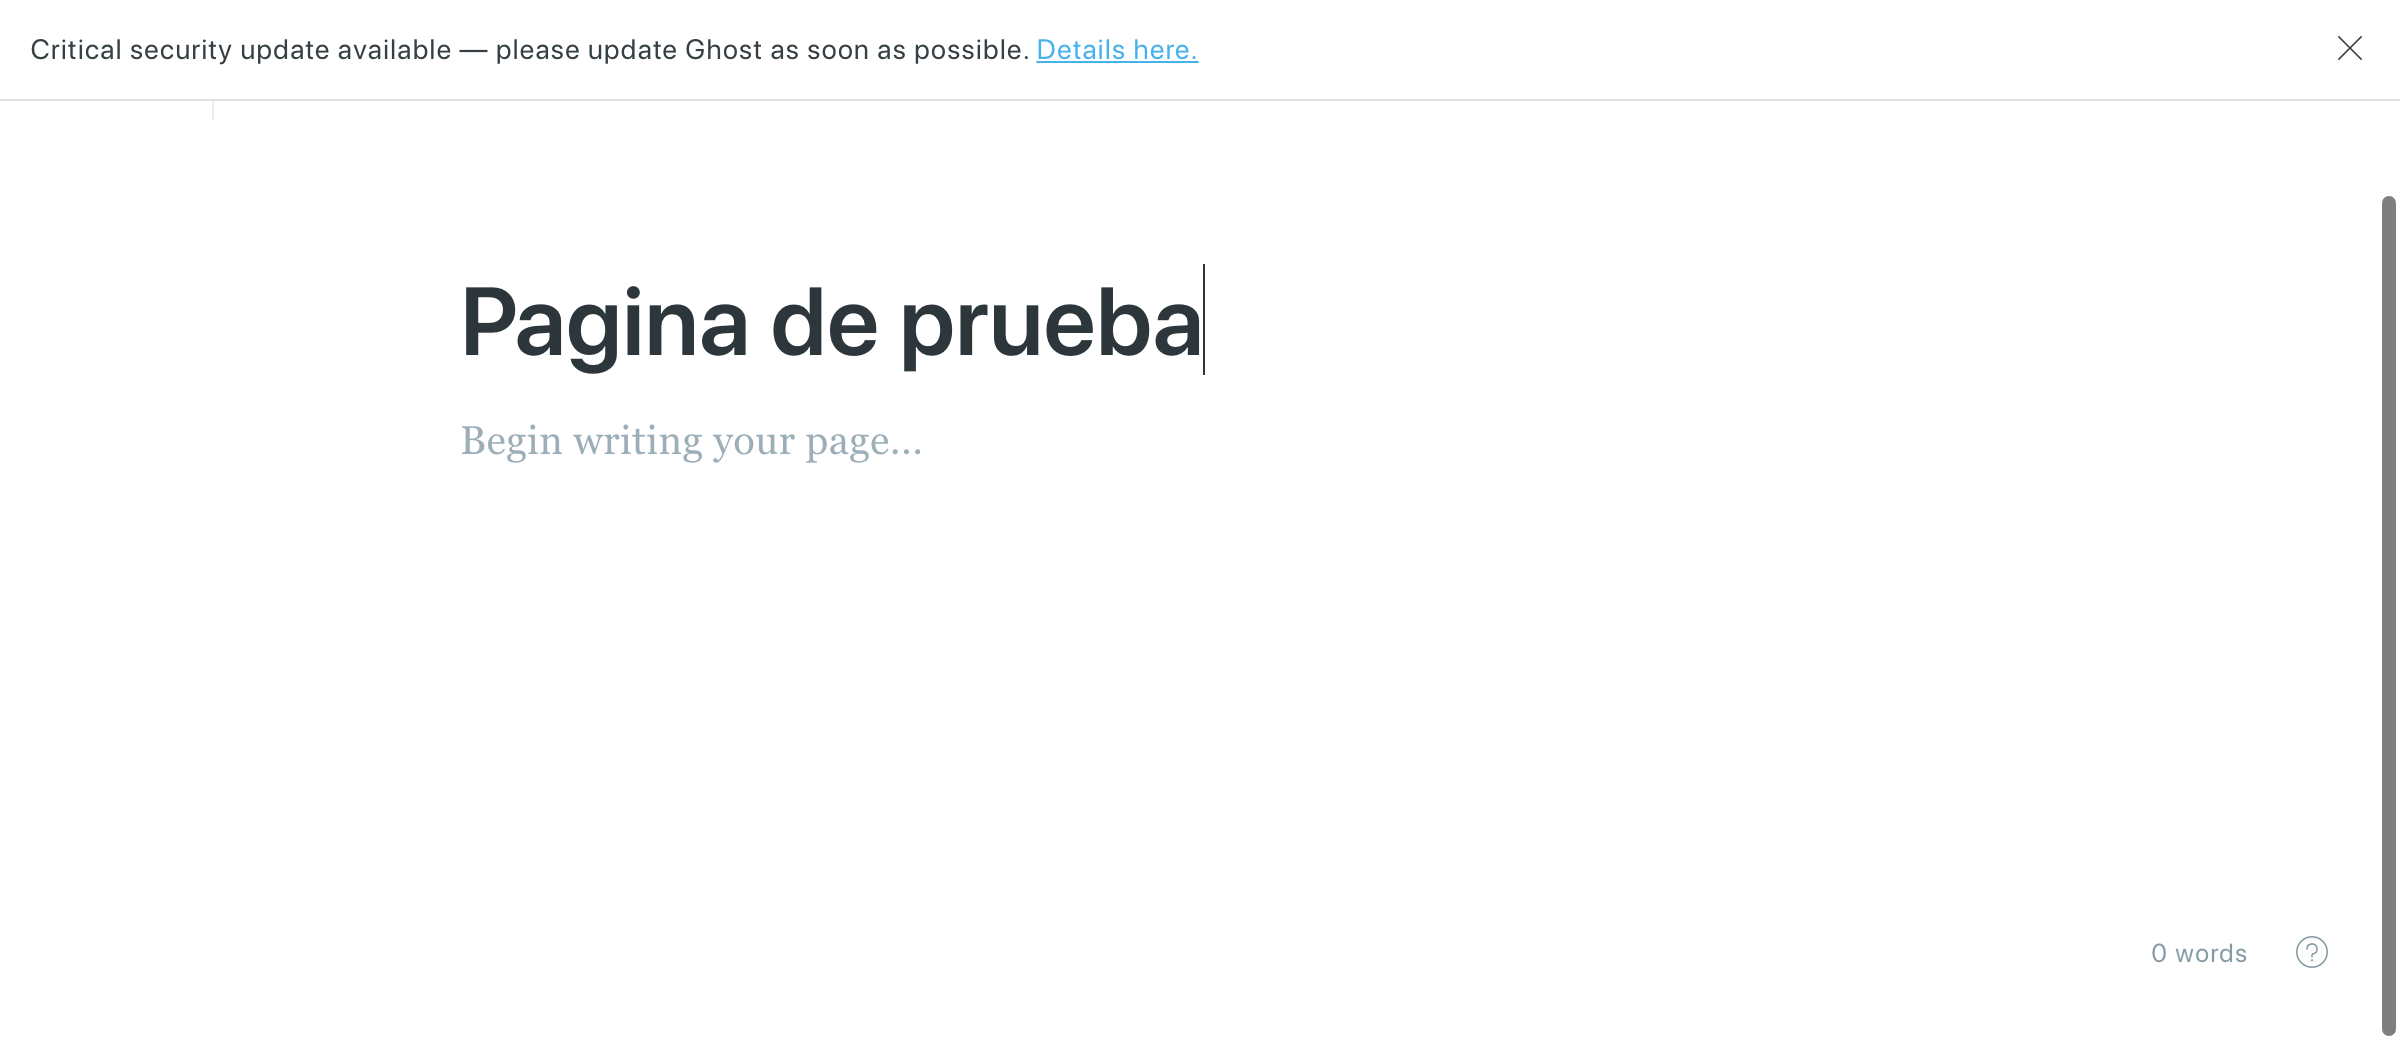 Critical security update available — please update Ghost as soon as possible. Details here.
Pagina de prueba
Begin writing your page...
0 words
?